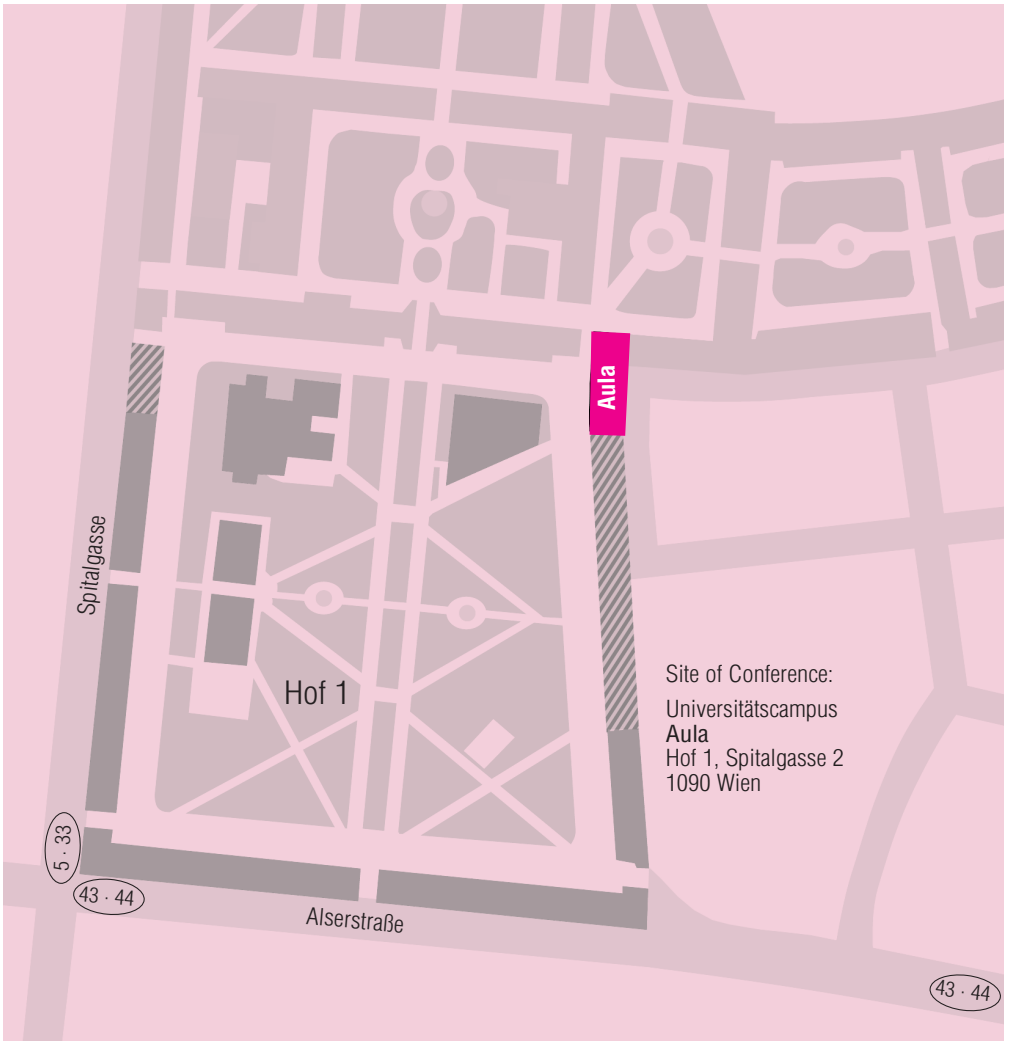 Aula
Spitalgasse
Hof 1
Site of Conference:
Universitätscampus
Aula
Hof 1, Spitalgasse 2
1090 Wien
5 · 33
43 · 44
Alserstraße
43 · 44